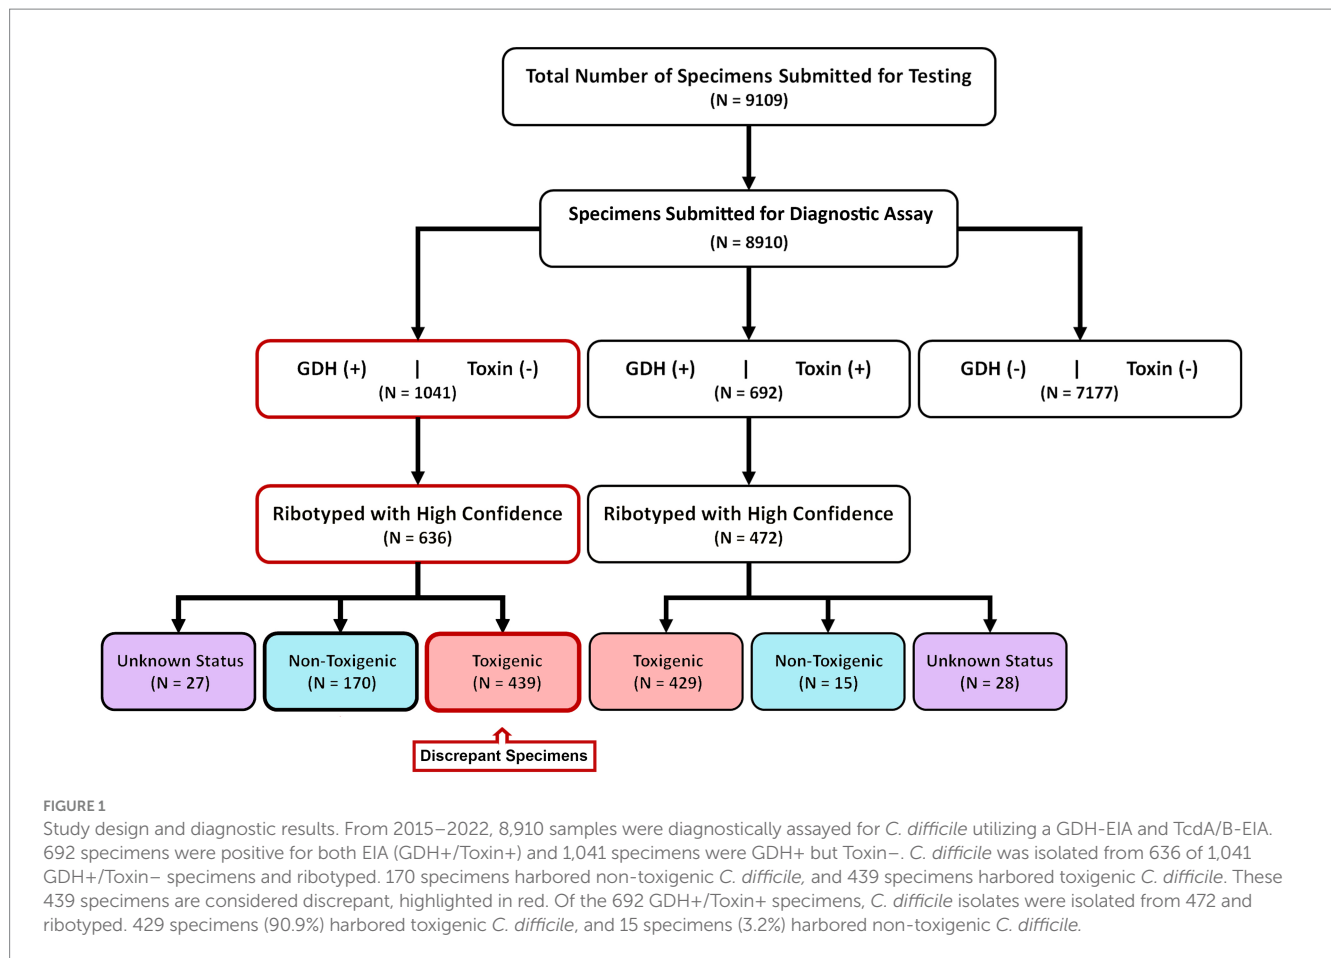 Total Number of Specimens Submitted for Testing
(N = 9109)
Specimens Submitted for Diagnostic Assay
(N = 8910)
GDH (+) | Toxin (-)
(N = 1041)
GDH (+) | Toxin (+)
(N = 692)
GDH (-) | Toxin (-)
(N = 7177)
Ribotyped with High Confidence
(N = 636)
Ribotyped with High Confidence
(N = 472)
Unknown Status
(N = 27)
Non-Toxigenic
(N = 170)
Toxigenic
(N = 439)
Toxigenic
(N = 429)
Non-Toxigenic
(N = 15)
Unknown Status
(N = 28)
Discrepant Specimens
FIGURE 1
Study design and diagnostic results. From 2015–2022, 8,910 samples were diagnostically assayed for C. difficile utilizing a GDH-EIA and TcdA/B-EIA.
692 specimens were positive for both EIA (GDH+/Toxin+) and 1,041 specimens were GDH+ but Toxin−. C. difficile was isolated from 636 of 1,041
GDH+/Toxin− specimens and ribotyped. 170 specimens harbored non-toxigenic C. difficile, and 439 specimens harbored toxigenic C. difficile. These
439 specimens are considered discrepant, highlighted in red. Of the 692 GDH+/Toxin+ specimens, C. difficile isolates were isolated from 472 and
ribotyped. 429 specimens (90.9%) harbored toxigenic C. difficile, and 15 specimens (3.2%) harbored non-toxigenic C. difficile.